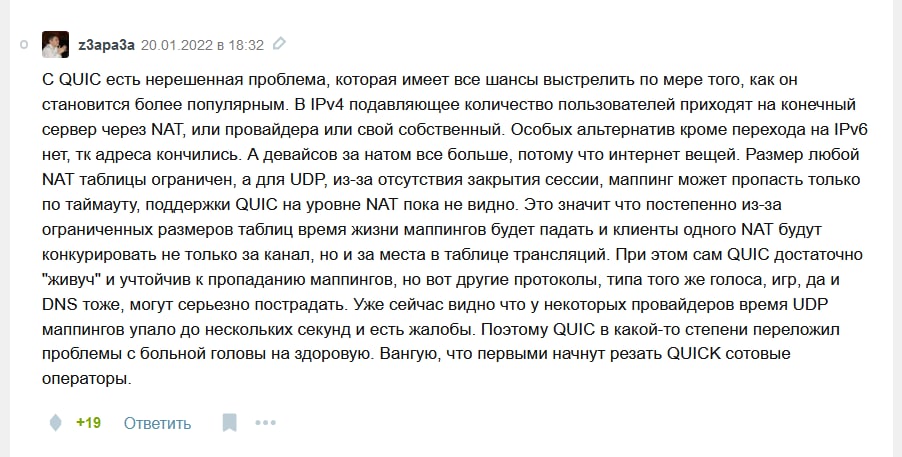 z3apa3a 20.01.2022 в 18:32
С QUIC есть нерешенная проблема, которая имеет все шансы выстрелить по мере того, как он
становится более популярным. В IPv4 подавляющее количество пользователей приходят на конечный
сервер через NAT, или провайдера или свой собственный. Особых альтернатив кроме перехода на IPv6
нет, тк адреса кончились. А девайсов за натом все больше, потому что интернет вещей. Размер любой
NAT таблицы ограничен, а для UDP, из-за отсутствия закрытия сессии, маппинг может пропасть только
по таймауту, поддержки QUIC на уровне NAT пока не видно. Это значит что постепенно из-за
ограниченных размеров таблиц время жизни маппингов будет падать и клиенты одного NAT будут
конкурировать не только за канал, но и за места в таблице трансляций. При этом сам QUIC достаточно
"живуч" и учтойчив к пропаданию маппингов, но вот другие протоколы, типа того же голоса, игр, да и
DNS тоже, могут серьезно пострадать. Уже сейчас видно что у некоторых провайдеров время UDP
маппингов упало до нескольких секунд и есть жалобы. Поэтому QUIC в какой-то степени переложил
проблемы с больной головы на здоровую. Вангую, что первыми начнут резать QUICK сотовые
операторы.
+19 Ответить